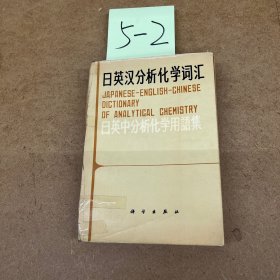 5-2
日英汉分析化学词汇
JAPANESE-ENGLISH-CHINESE
DICTIONARY
OF ANALYTICAL CHEMISTRY
日英中分析化学用語集
科学出版社